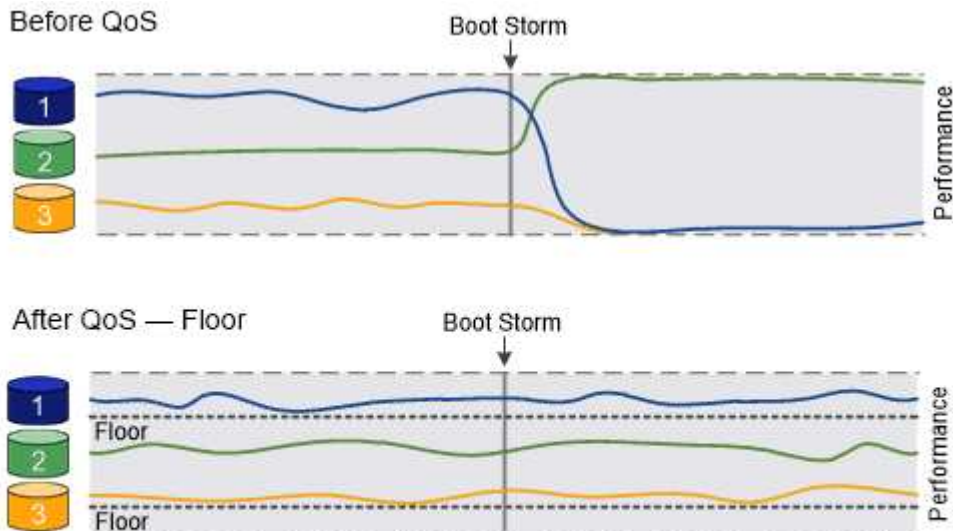 Before QoS
Boot Storm
1
2
3
Performance
After QoS — Floor
Boot Storm
1
Floor
2
3
Floor
Performance